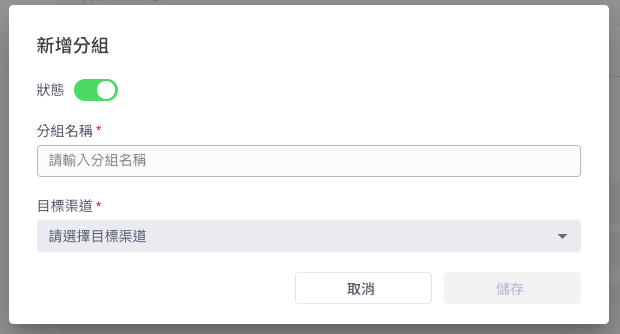 新增分組
狀態
分組名稱 *
請輸入分組名稱
目標渠道 *
請選擇目標渠道
取消
儲存